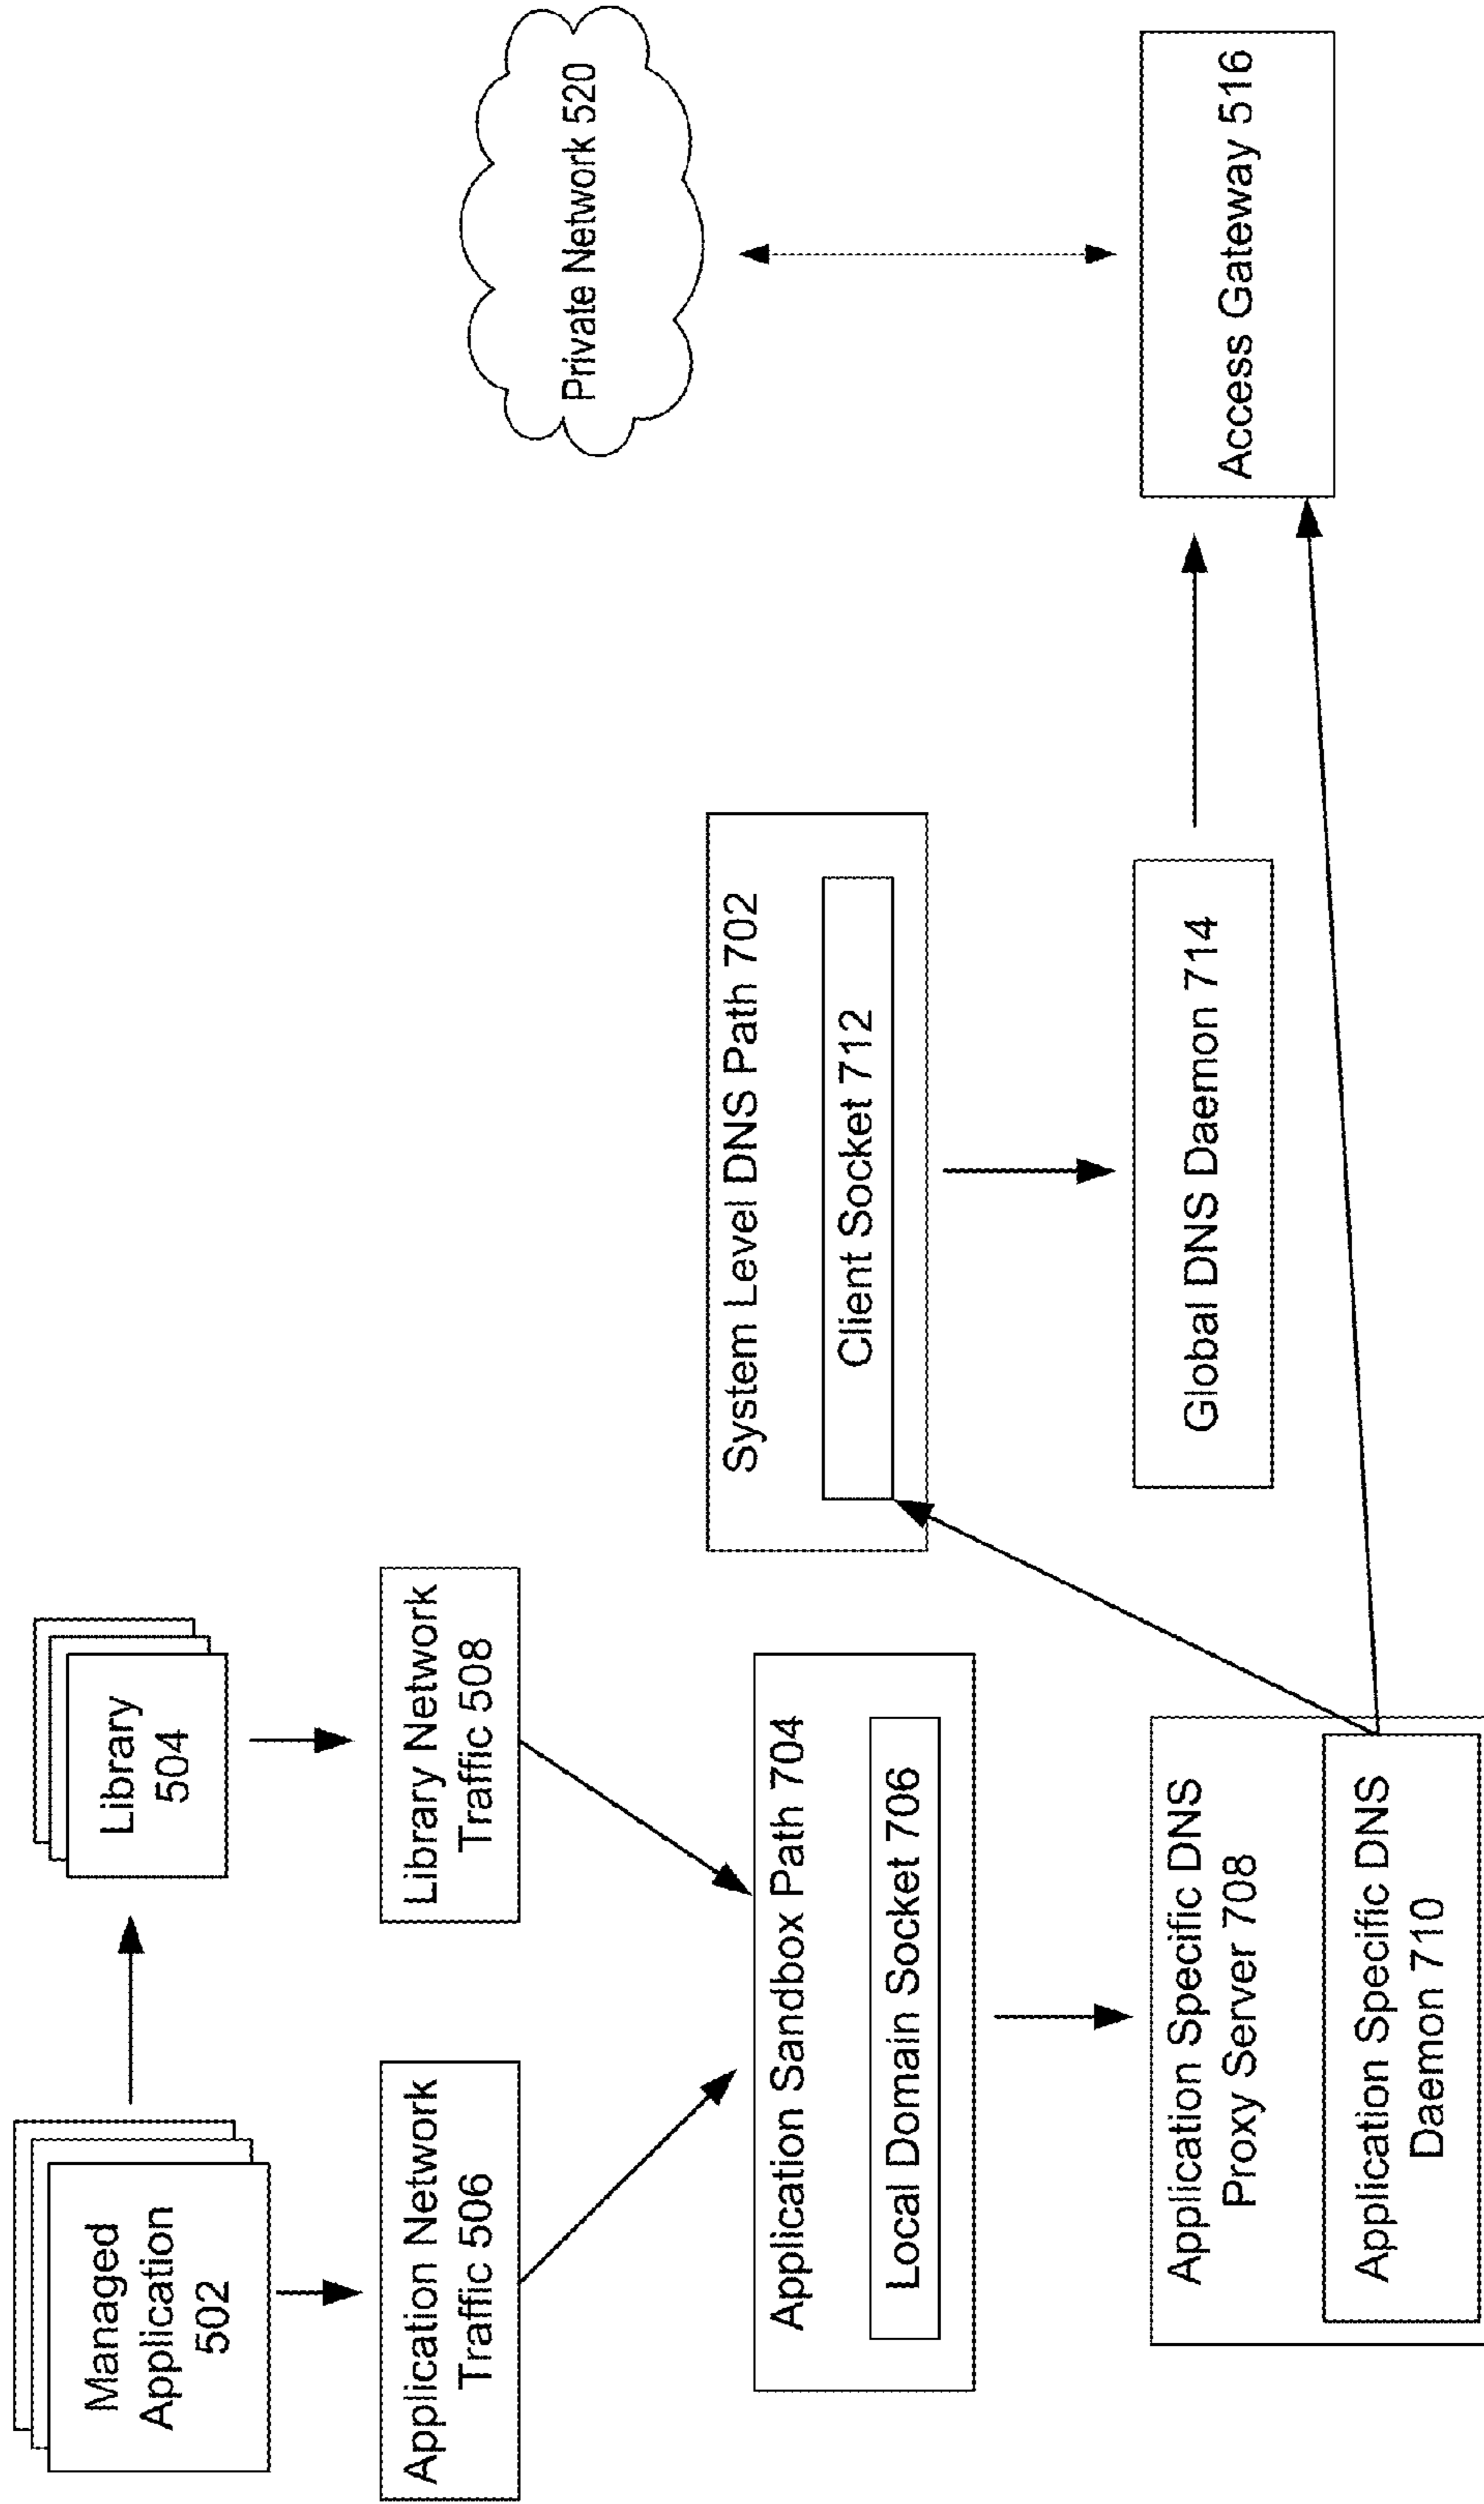 Managed
Application
502
Library
504
Application Network
Traffic 506
Library Network
Traffic 508
Private Network 520
System Level DNS Path 702
Client Socket 712
Application Sandbox Path 704
Local Domain Socket 706
Application Specific DNS
Proxy Server 708
Application Specific DNS
Daemon 710
Global DNS Daemon 714
Access Gateway 516